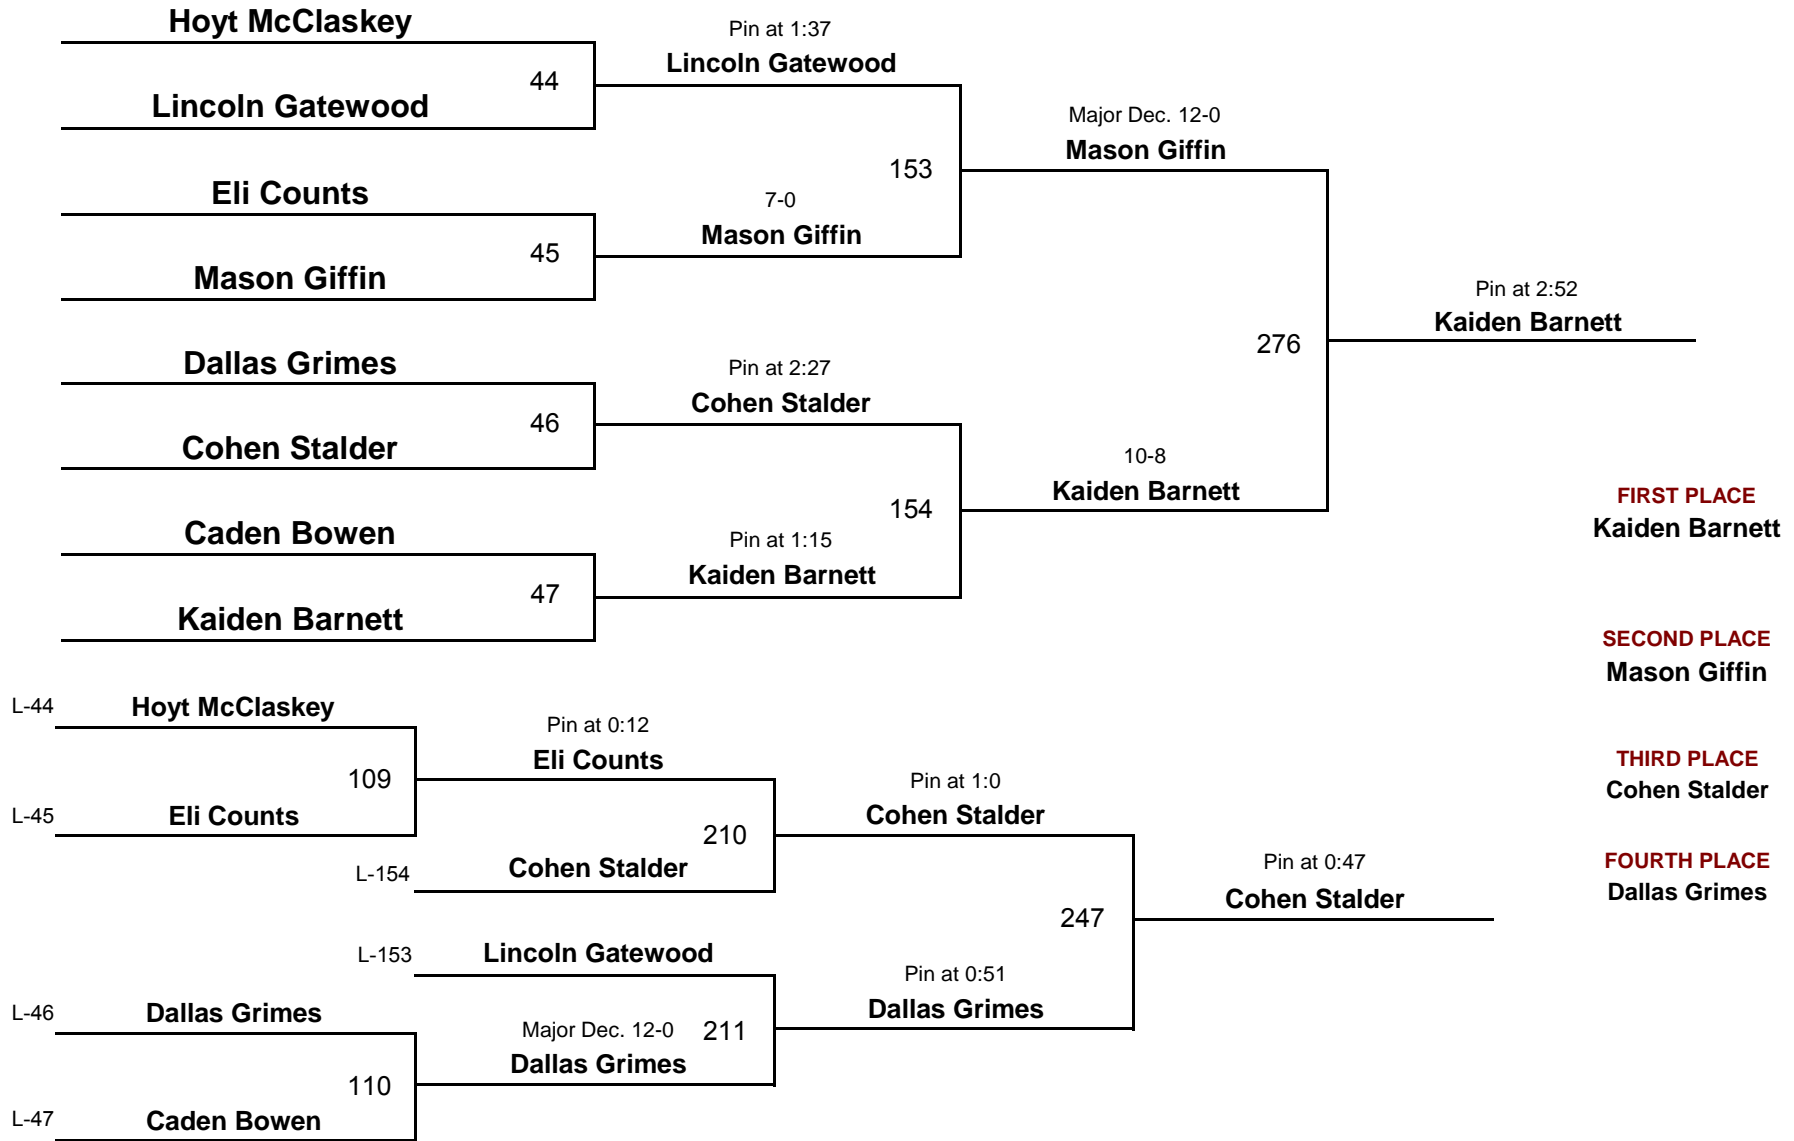 Hoyt McClaskey
44
Lincoln Gatewood
Pin at 1:37
Lincoln Gatewood
Eli Counts
45
Mason Giffin
7-0
Mason Giffin
153
Major Dec. 12-0
Mason Giffin
Dallas Grimes
46
Cohen Stalder
Pin at 2:27
Cohen Stalder
Caden Bowen
47
Kaiden Barnett
Pin at 1:15
Kaiden Barnett
154
10-8
Kaiden Barnett
276
Pin at 2:52
Kaiden Barnett
FIRST PLACE
Kaiden Barnett
SECOND PLACE
Mason Giffin
THIRD PLACE
Cohen Stalder
FOURTH PLACE
Dallas Grimes
L-44
Hoyt McClaskey
109
L-45
Eli Counts
Pin at 0:12
Eli Counts
210
L-154
Cohen Stalder
Pin at 1:0
Cohen Stalder
L-153
Lincoln Gatewood
L-46
Dallas Grimes
110
L-47
Caden Bowen
Major Dec. 12-0
Dallas Grimes
211
Pin at 0:51
Dallas Grimes
247
Pin at 0:47
Cohen Stalder